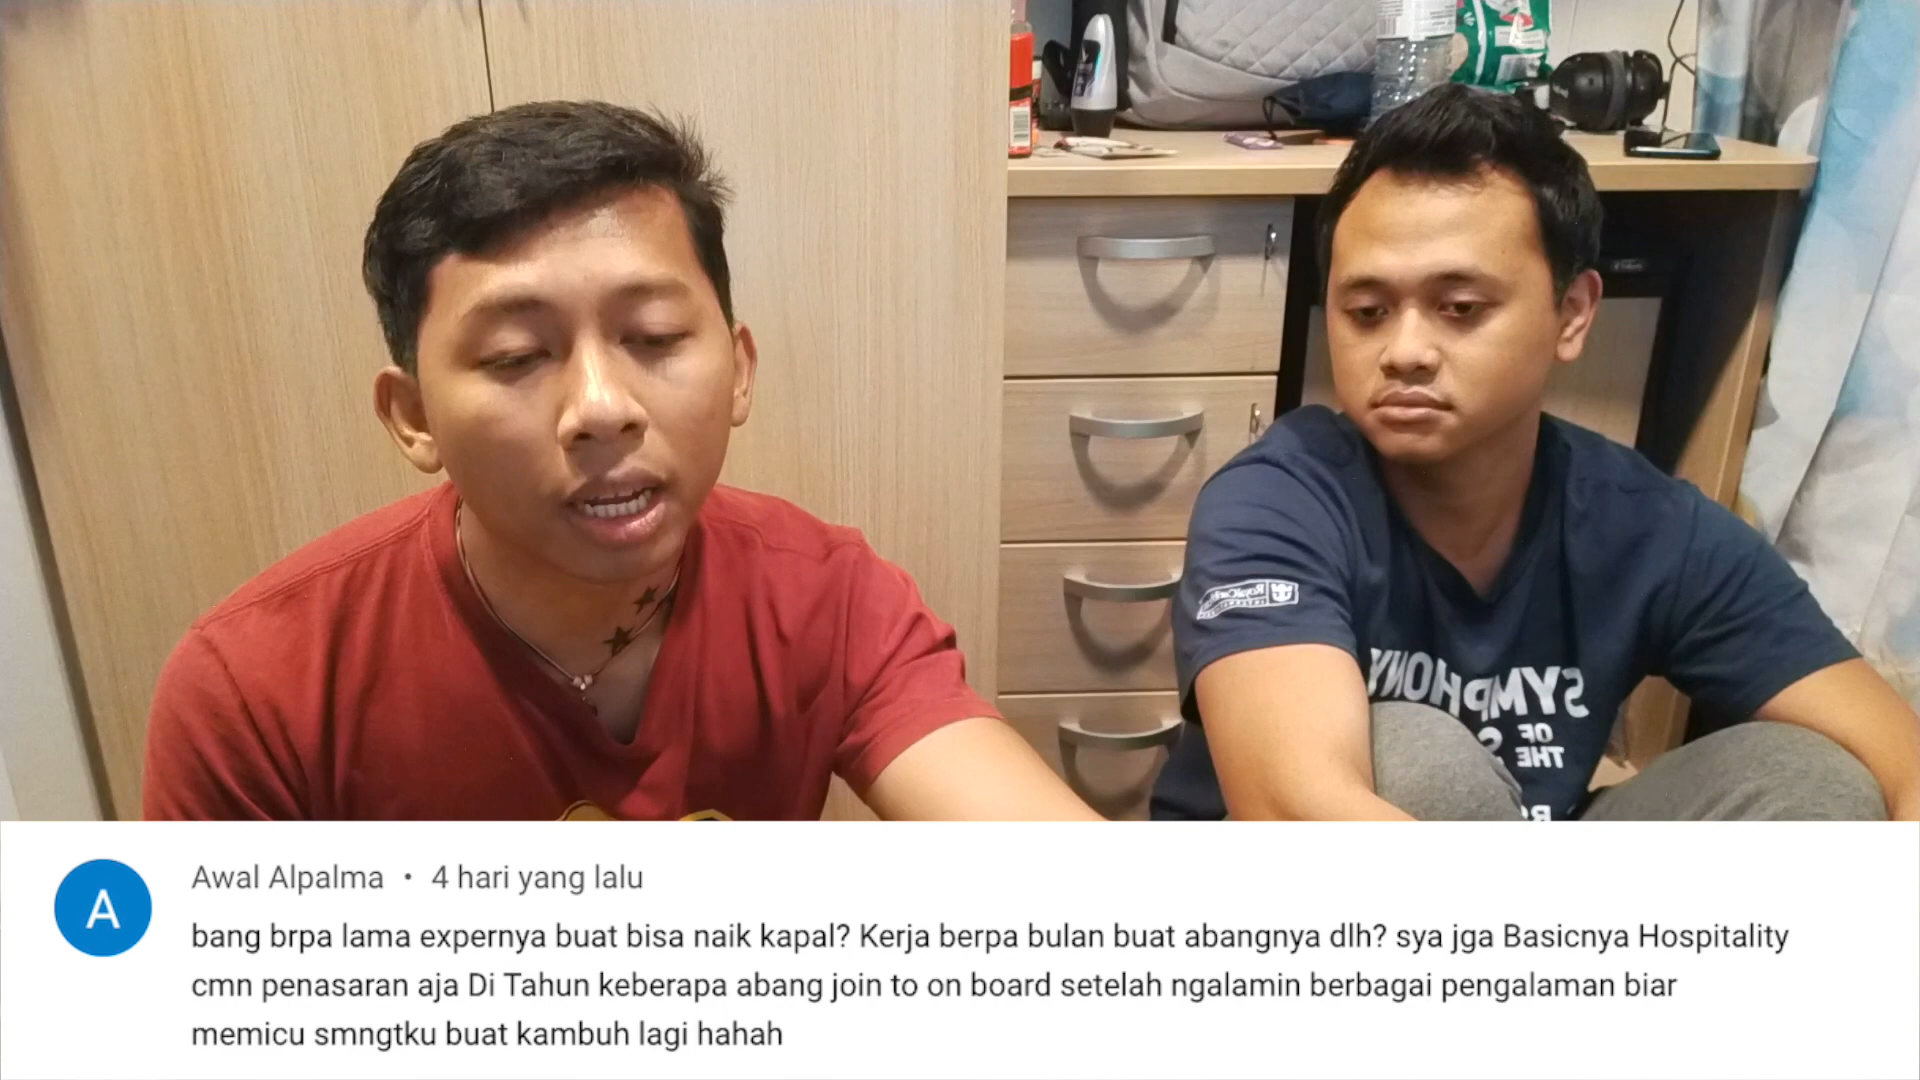 SYMPHONY
OF
THE S
A
Awal Alpalma • 4 hari yang lalu
bang brpa lama expernya buat bisa naik kapal? Kerja berpa bulan buat abangnya dlh? sya jga Basicnya Hospitality
cmn penasaran aja Di Tahun keberapa abang join to on board setelah ngalamin berbagai pengalaman biar
memicu smngtku buat kambuh lagi hahah